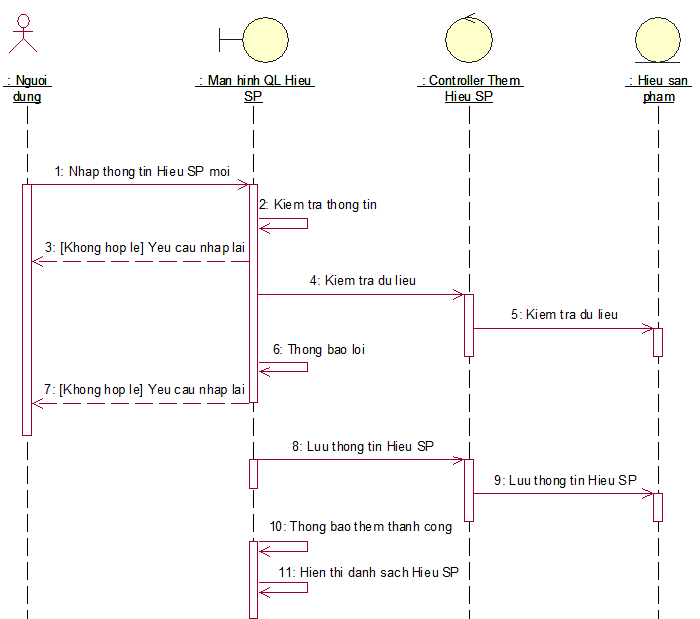 : Nguoi
dung
: Man hinh QL Hieu
SP
: Controller Them
Hieu SP
: Hieu san
pham
1: Nhap thong tin Hieu SP moi
2: Kiem tra thong tin
3: [Khong hop le] Yeu cau nhap lai
4: Kiem tra du lieu
5: Kiem tra du lieu
6: Thong bao loi
7: [Khong hop le] Yeu cau nhap lai
8: Luu thong tin Hieu SP
9: Luu thong tin Hieu SP
10: Thong bao them thanh cong
11: Hien thi danh sach Hieu SP